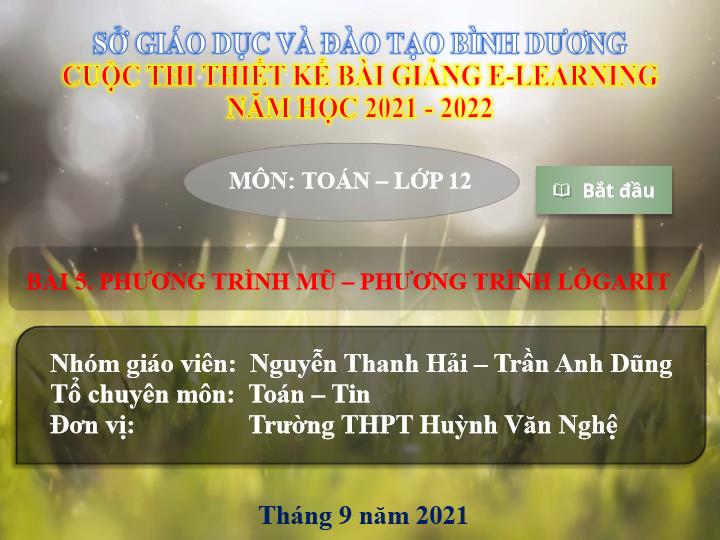 SỞ GIÁO DỤC VÀ ĐÀO TẠO BÌNH DƯƠNG
CUỘC THI THIẾT KẾ BÀI GIẢNG E-LEARNING
NĂM HỌC 2021 - 2022
MÔN: TOÁN – LỚP 12
Bắt đầu
BÀI 5. PHƯƠNG TRÌNH MŨ – PHƯƠNG TRÌNH LÔGARIT
Nhóm giáo viên: Nguyễn Thanh Hải – Trần Anh Dũng
Tổ chuyên môn: Toán – Tin
Đơn vị: Trường THPT Huỳnh Văn Nghệ
Tháng 9 năm 2021